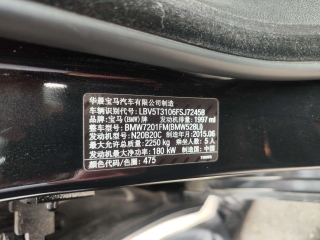 华晨宝马汽车有限公司制造
车辆识别代号: LBV5T3106FSJ72458
品牌: 宝马(BMW)牌 发动机排量: 1997 ml
整车型号: BMW7201FM(BMW528Li)
发动机型号: N20B20C 制造年月: 2015.06
最大允许总质量: 2250 kg 乘坐人数: 5 人
发动机最大净功率: 180 kW 制造国: 中国
颜色代码/色圈: 475